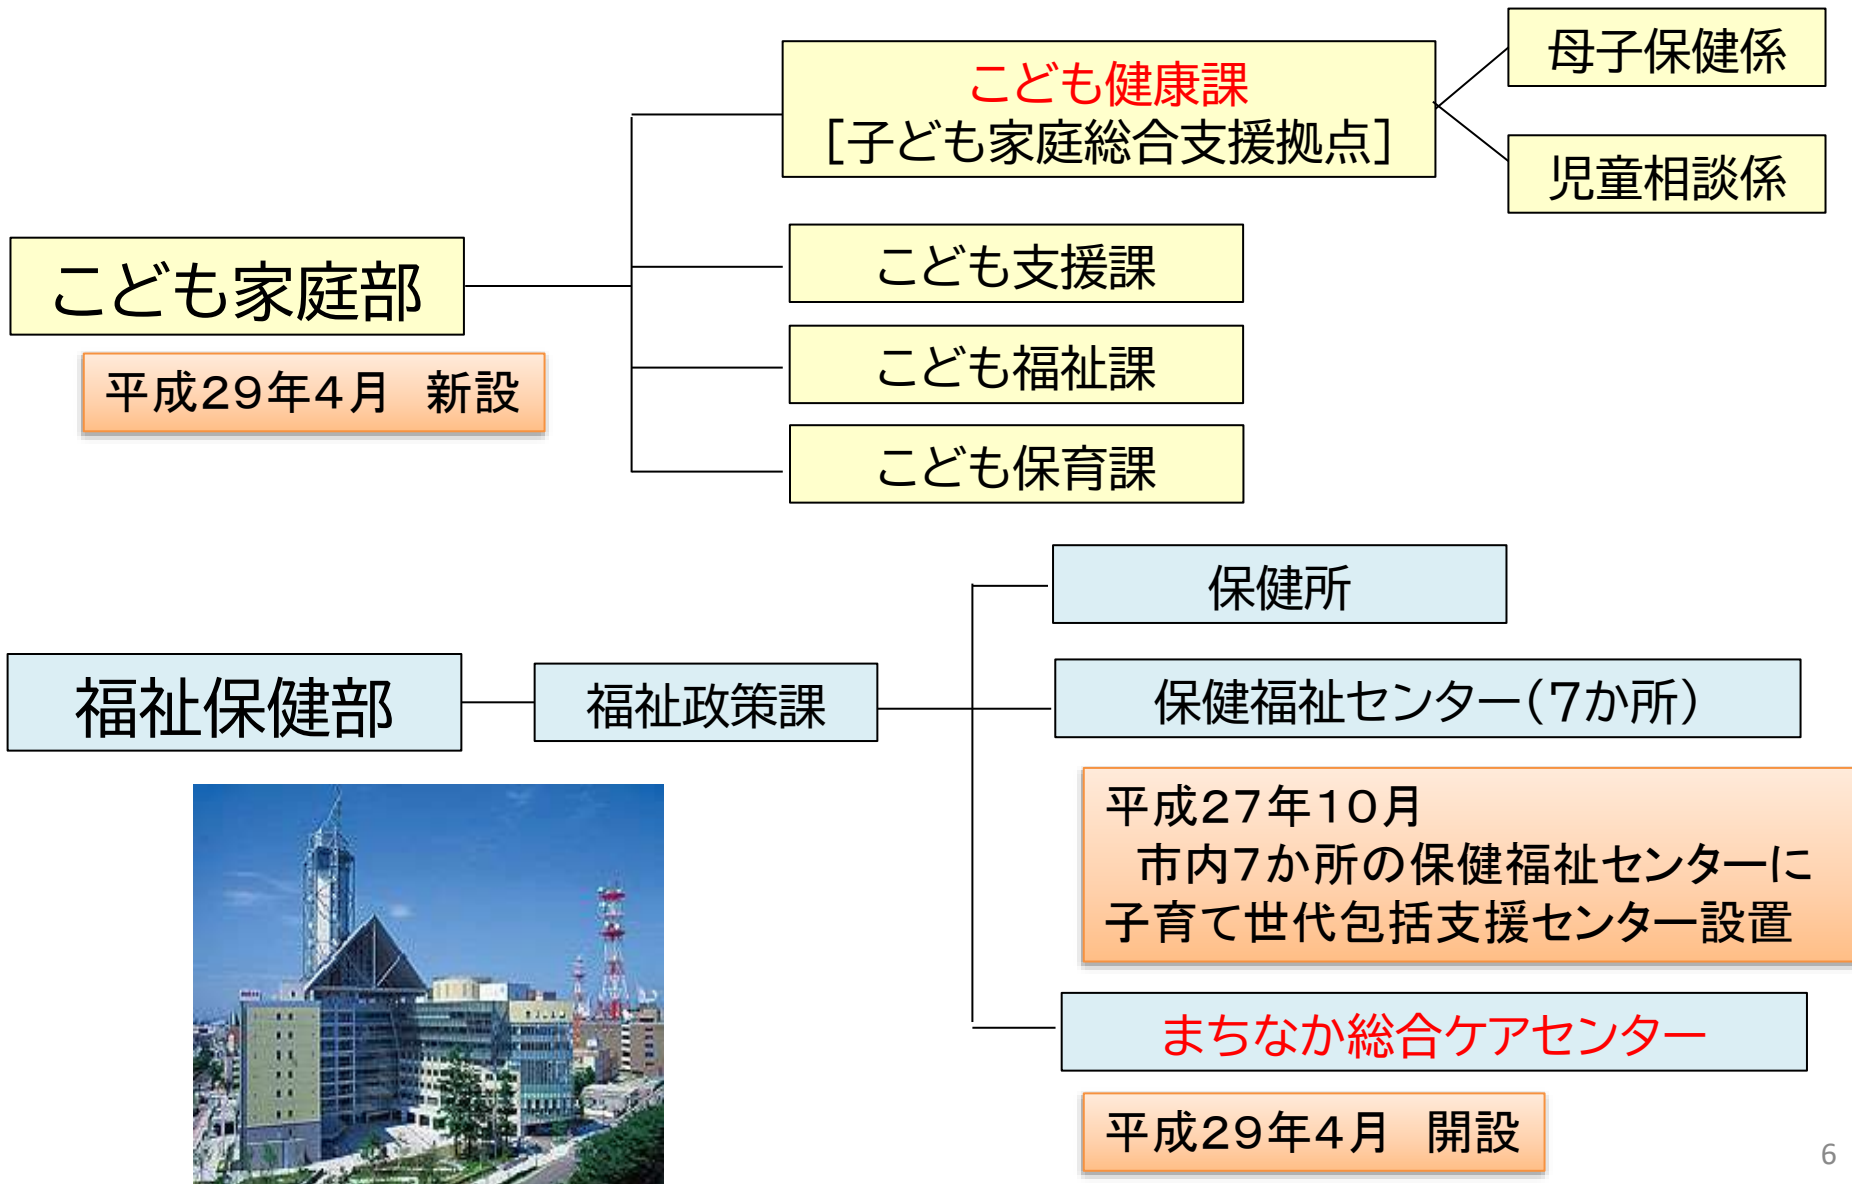 母子保健係
こども健康課
[子ども家庭総合支援拠点]
児童相談係
こども支援課
こども家庭部
こども福祉課
平成29年4月　新設
こども保育課
保健所
福祉保健部
福祉政策課
保健福祉センター(7か所)
平成27年10月
市内7か所の保健福祉センターに
子育て世代包括支援センター設置
まちなか総合ケアセンター
平成29年4月　開設
6